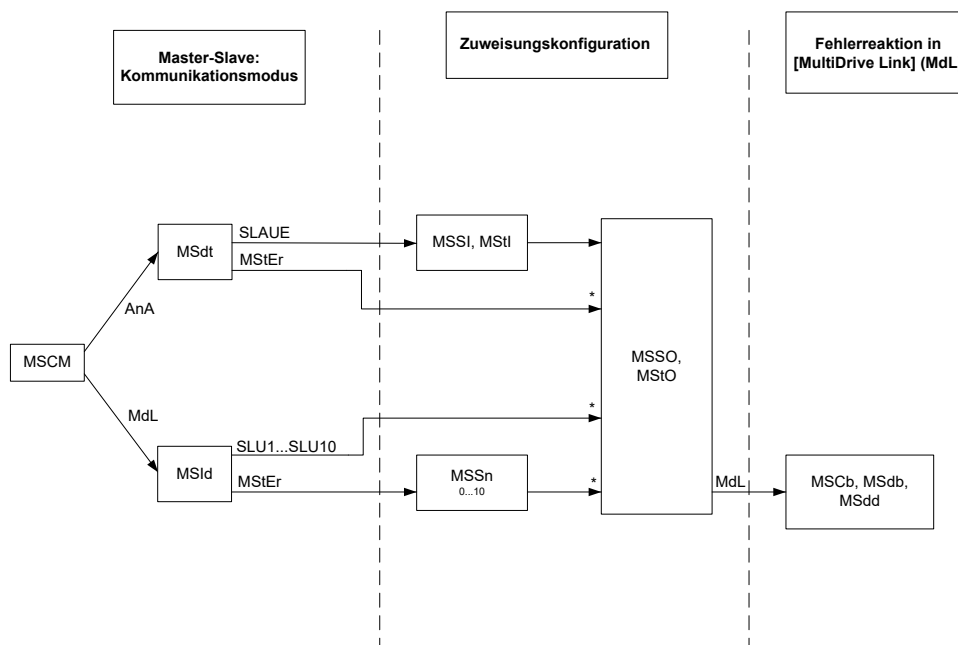 Master-Slave:
Kommunikationsmodus
Zuweisungskonfiguration
Fehlerreaktion in
[MultiDrive Link] (MdL
MSCM
AnA
MdL
MSdt
SLAUE
MStEr
MSSI, MStI
*
MSSO,
MStO
*
MSId
SLU1...SLU10
MStEr
MSSn
0...10
*
MdL
MSCb, MSdb,
MSdd